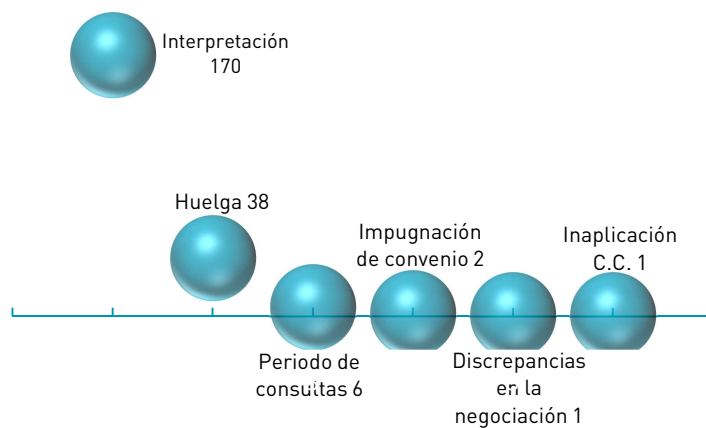 Interpretación
170
Huelga 38
Impugnación
de convenio 2
Inaplicación
C.C. 1
Periodo de
consultas 6
Discrepancias
en la
negociación 1